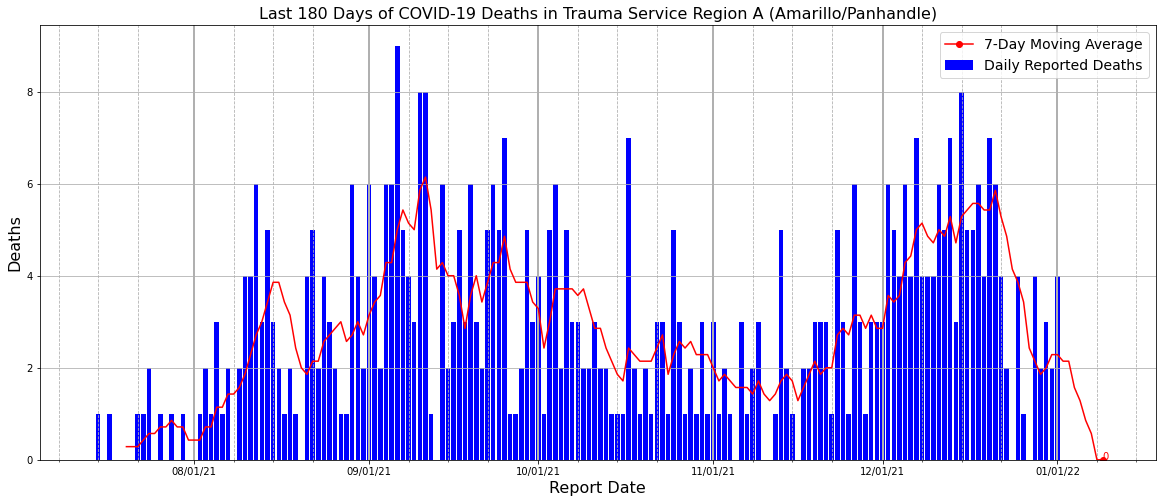 Last 180 Days of COVID-19 Deaths in Trauma Service Region A (Amarillo/Panhandle)
7-Day Moving Average
Daily Reported Deaths
Deaths
8
6
4
2
0
0
08/01/21 09/01/21 10/01/21 11/01/21 12/01/21 01/01/22
Report Date